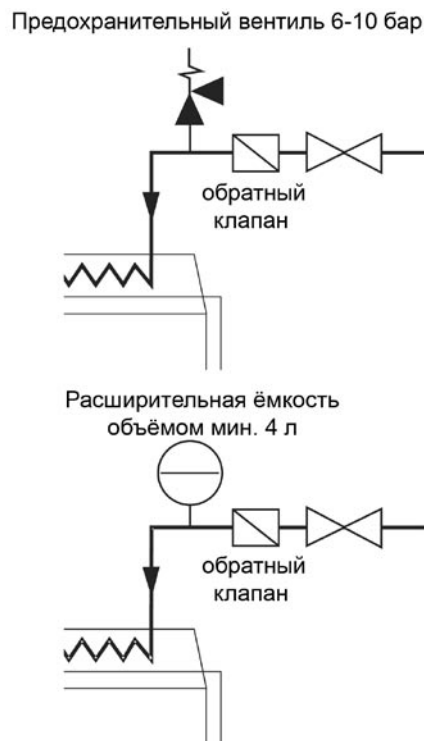 Предохранительный вентиль 6-10 бар
обратный
клапан
Расширительная ёмкость
объёмом мин. 4 л
обратный
клапан